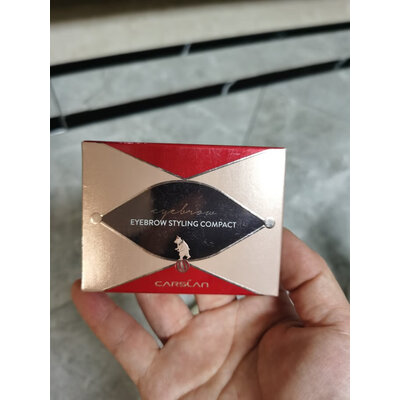 eyebrow
EYEBROW STYLING COMPACT
CARSLAN